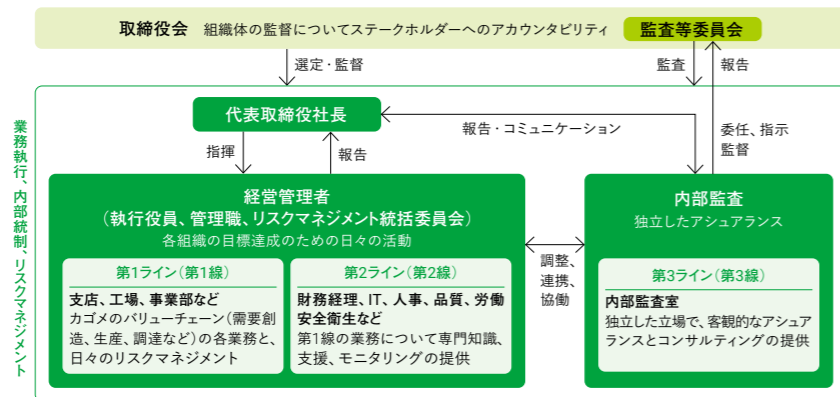 取締役会 組織体の監督についてステークホルダーへのアカウンタビリティ 監査等委員会
選定・監督
監査
報告
業務執行、内部統制、リスクマネジメント
代表取締役社長
報告・コミュニケーション
委任、指示
監督
指揮
報告
経営管理者
（執行役員、管理職、リスクマネジメント統括委員会）
各組織の目標達成のための日々の活動
第1ライン（第1線）
支店、工場、事業部など
カゴメのバリューチェーン（需要創
造、生産、調達など）の各業務と、
日々のリスクマネジメント
第2ライン（第2線）
財務経理、IT、人事、品質、労働
安全衛生など
第1線の業務について専門知識、
支援、モニタリングの提供
調整、
連携、
協働
内部監査
独立したアシュアランス
第3ライン（第3線）
内部監査室
独立した立場で、客観的なアシュア
ランスとコンサルティングの提供